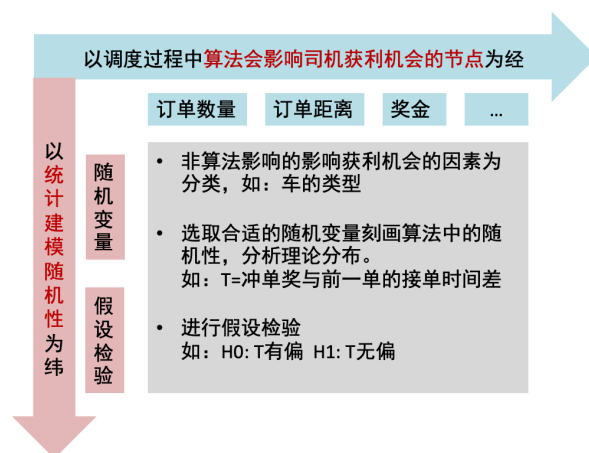 以调度过程中算法会影响司机获利机会的节点为经
订单数量
订单距离
奖金
...
以统计建模随机性为纬
随机变量
假设检验
• 非算法影响的影响获利机会的因素为
分类，如：车的类型
• 选取合适的随机变量刻画算法中的随
机性，分析理论分布。
如：T=冲单奖与前一单的接单时间差
• 进行假设检验
如：H0: T有偏 H1: T无偏